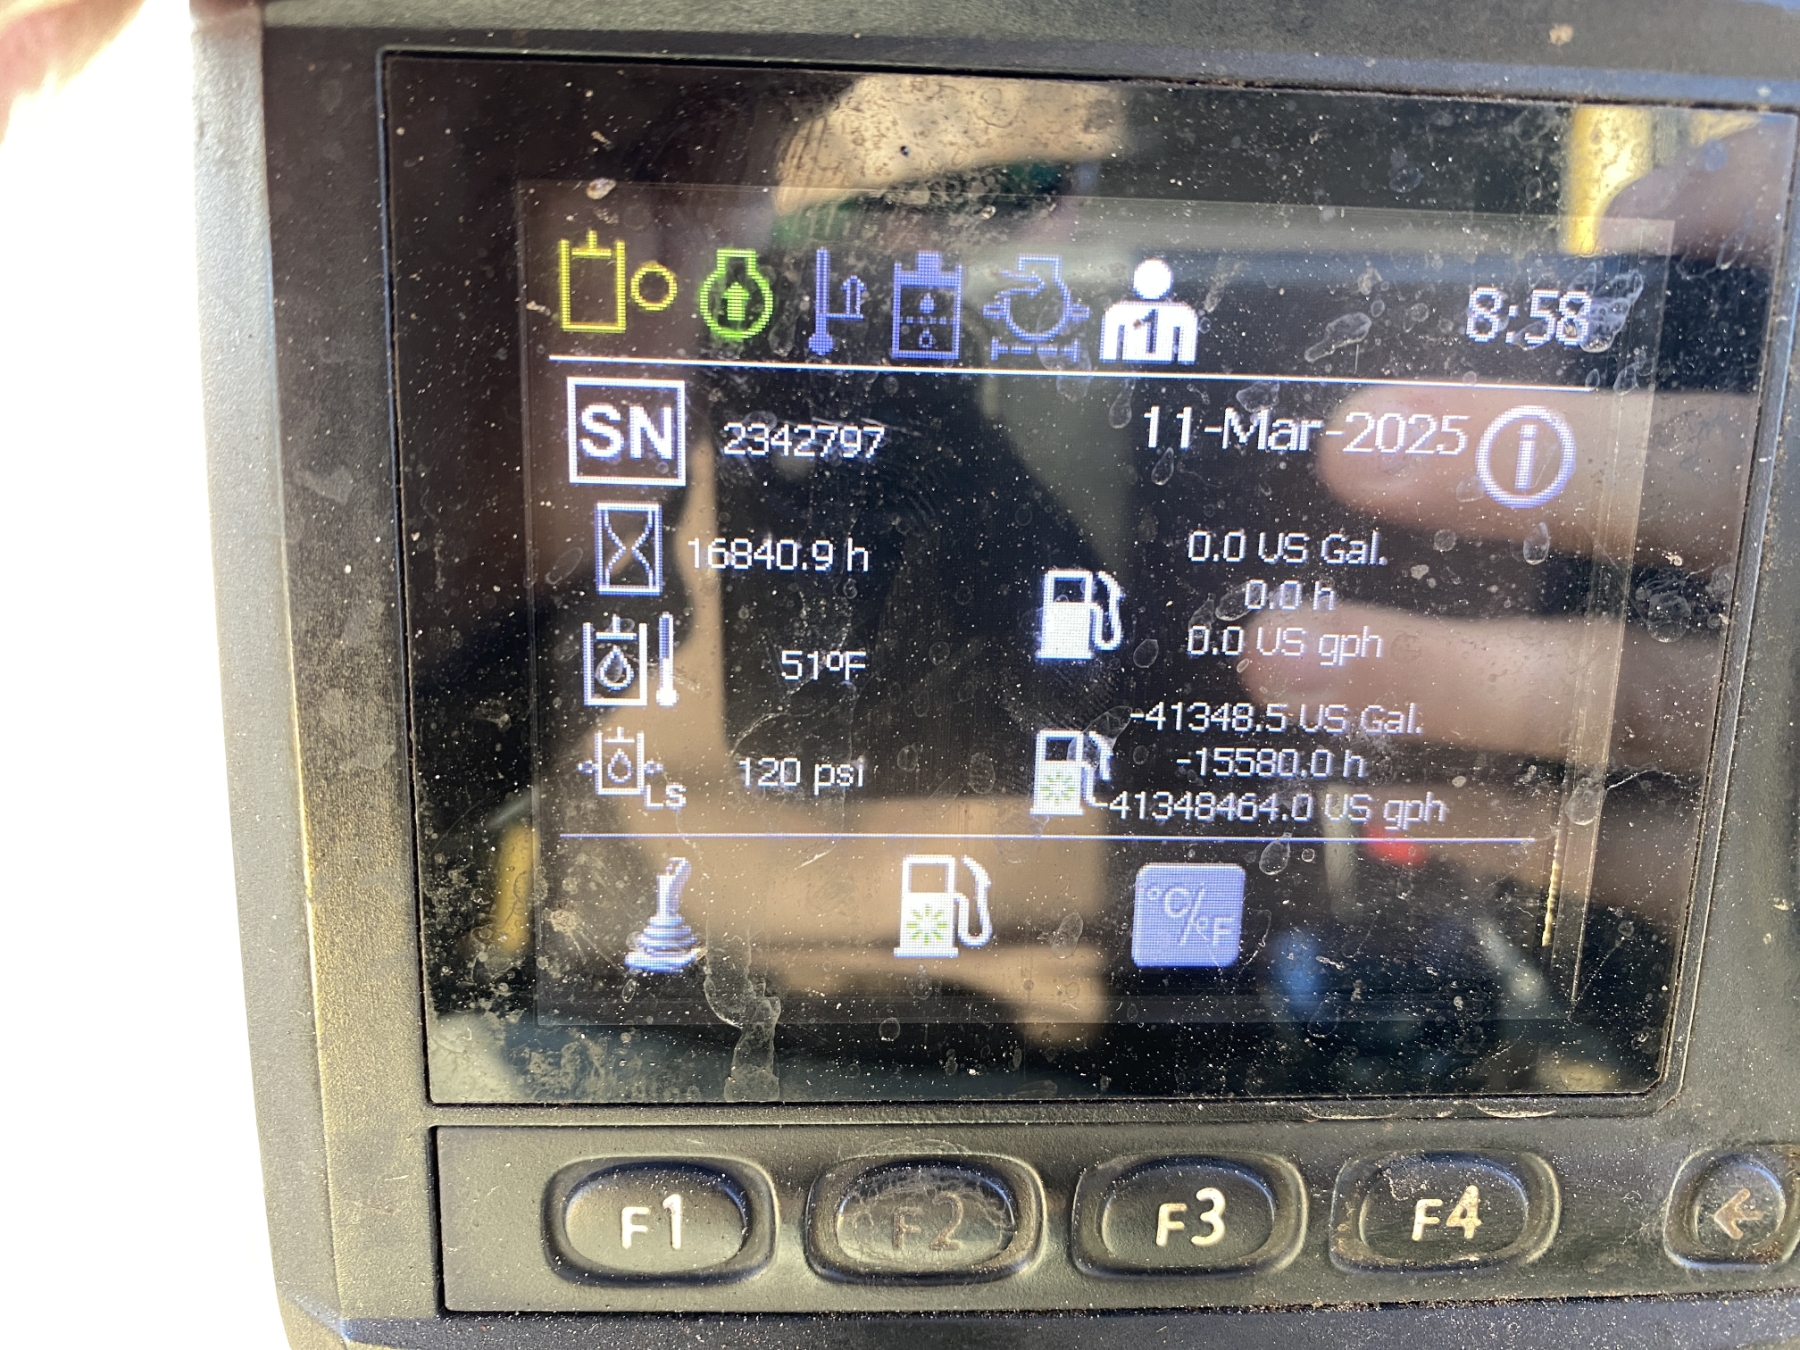 1
8:58
SN 2342797
11-Mar-2025 i
16840.9 h
0.0 US Gal.
0.0 h
0.0 US gph
51ºF
-41348.5 US Gal.
-15580.0 h
-41348464.0 US gph
LS 120 psi
°C/°F
F1 F2 F3 F4